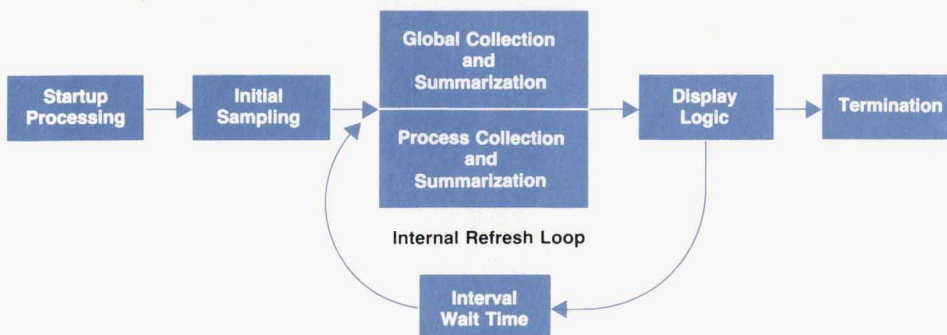 Startup
Processing
Initial
Sampling
Global Collection
and
Summarization
Process Collection
and
Summarization
Display
Logic
Termination
Internal Refresh Loop
Interval
Wait Time